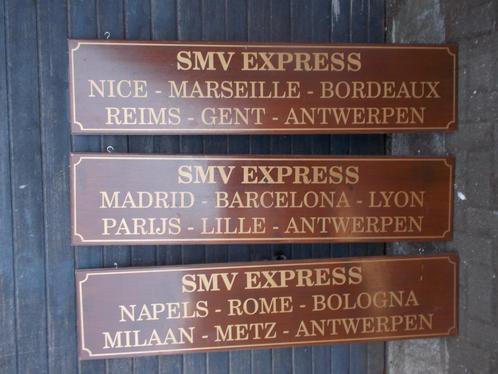 SMV EXPRESS
NICE - MARSEILLE - BORDEAUX
REIMS - GENT - ANTWERPEN
SMV EXPRESS
MADRID - BARCELONA - LYON
PARIJS - LILLE - ANTWERPEN
SMV EXPRESS
NAPELS - ROME - BOLOGNA
MILAAN - METZ - ANTWERPEN